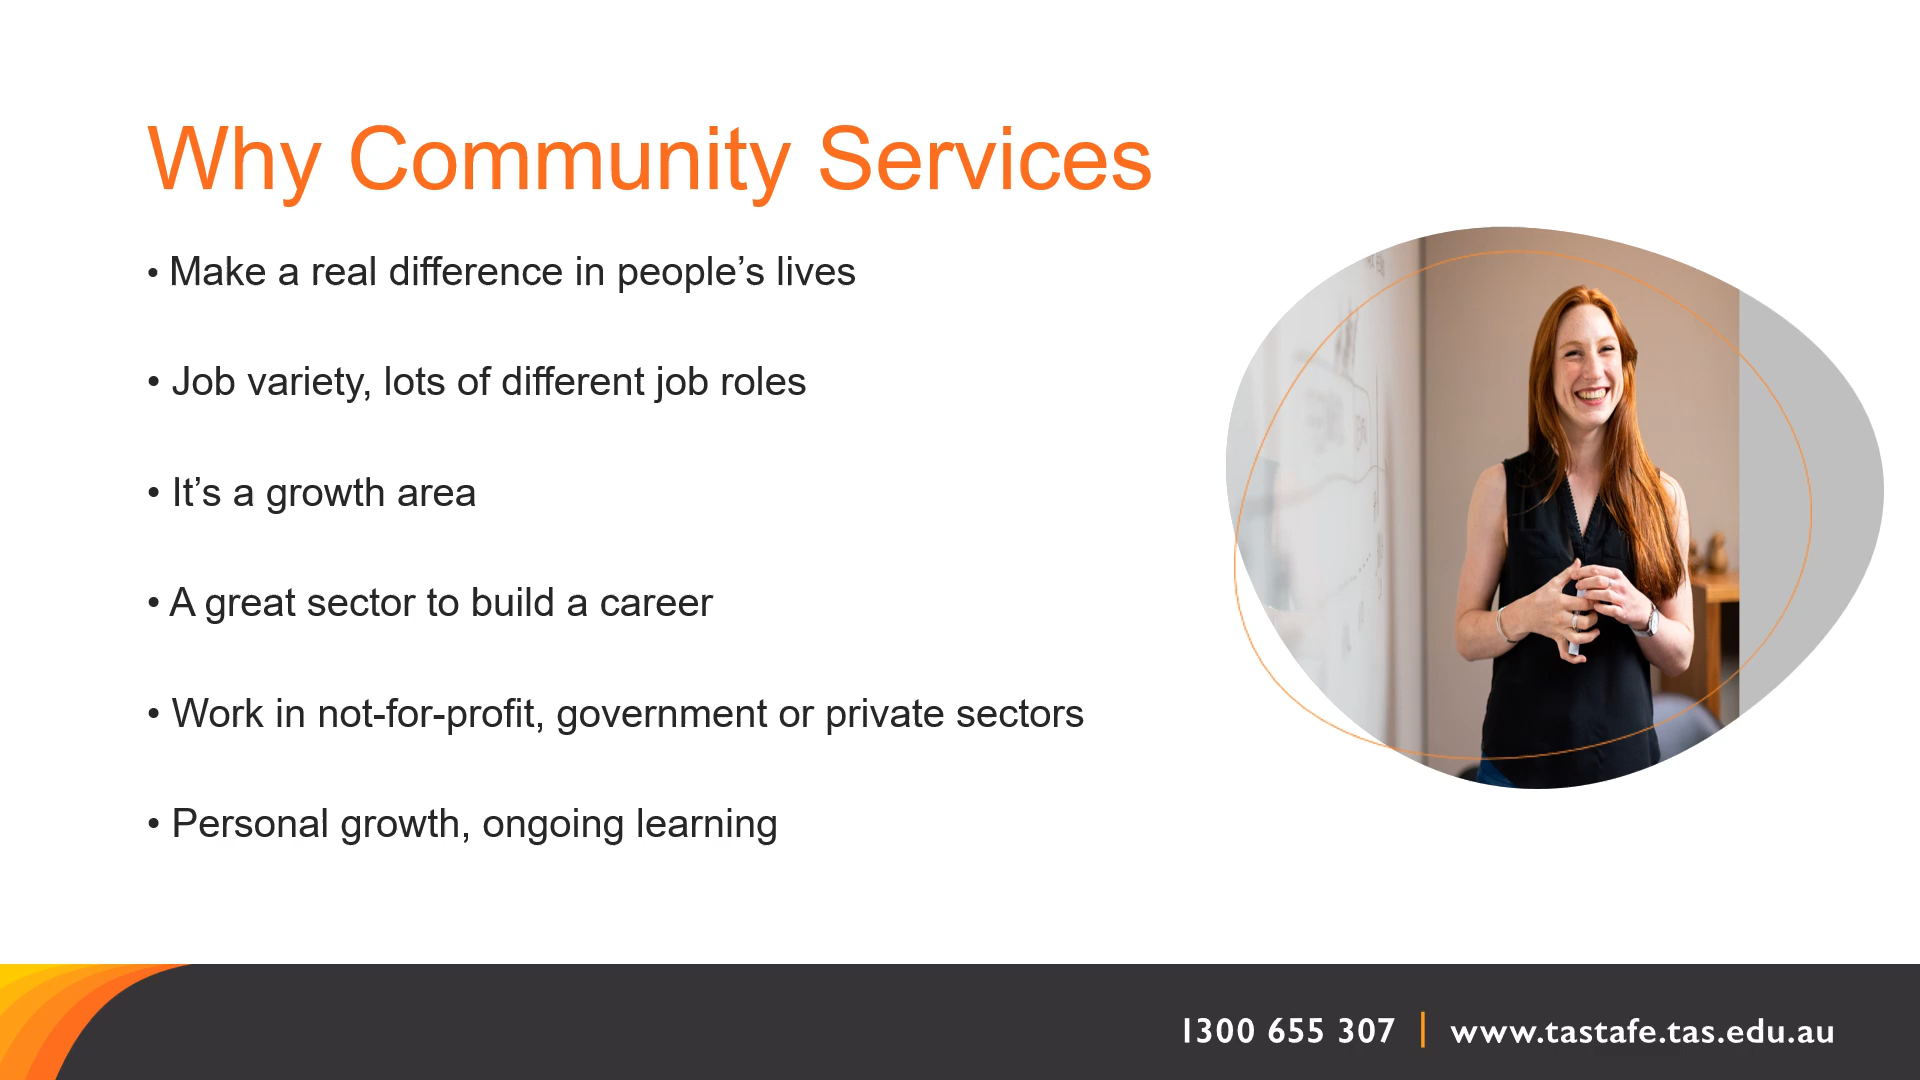 Why Community Services
• Make a real difference in people’s lives
• Job variety, lots of different job roles
• It’s a growth area
• A great sector to build a career
• Work in not-for-profit, government or private sectors
• Personal growth, ongoing learning
1300 655 307 | www.tastafe.tas.edu.au